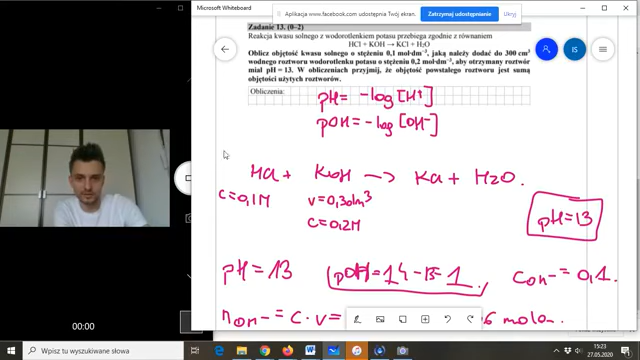 Microsoft Whiteboard
Aplikacja www.facebook.com udostępnia Twój ekran.
Zatrzymaj udostępnianie
Ukryj
Zadanie 13. (0–2)
Reakcja kwasu solnego z wodorotlenkiem potasu przebiega zgodnie z równaniem
HCl + KOH → KCl + H2O
Oblicz objętość kwasu solnego o stężeniu 0,1 mol·dm⁻³, jaką należy dodać do 300 cm³
wodnego roztworu wodorotlenku potasu o stężeniu 0,2 mol·dm⁻³, aby otrzymany roztwór
miał pH = 13. W obliczeniach przyjmij, że objętość powstałego roztworu jest sumą
objętości użytych roztworów.
IS
Obliczenia:
pH = -log[H+]
pOH = -log[OH-]
HCl + KOH → KCl + H2O.
c=0,1M
v=0,3dm³
c=0,2M
pH=13
pH = 13
pOH = 14-13=1
COH- = 0,1.
nOH- = c·v =
6 mola.
00:00
Wpisz tu wyszukiwane słowa
15:23
27.05.2020